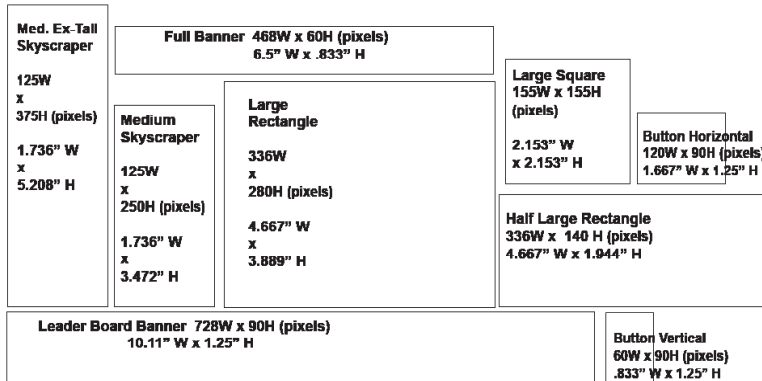 Med. Ex-Tall
Skyscraper
125W
x
375H (pixels)
1.736” W
x
5.208” H
Full Banner 468W x 60H (pixels)
6.5” W x .833” H
Medium
Skyscraper
125W
x
250H (pixels)
1.736” W
x
3.472” H
Large
Rectangle
336W
x
280H (pixels)
4.667” W
x
3.889” H
Large Square
155W x 155H
(pixels)
2.153” W
x 2.153” H
Button Horizontal
120W x 90H (pixels)
1.667” W x 1.25” H
Half Large Rectangle
336W x 140 H (pixels)
4.667” W x 1.944” H
Leader Board Banner 728W x 90H (pixels)
10.11” W x 1.25” H
Button Vertical
60W x 90H (pixels)
.833” W x 1.25” H